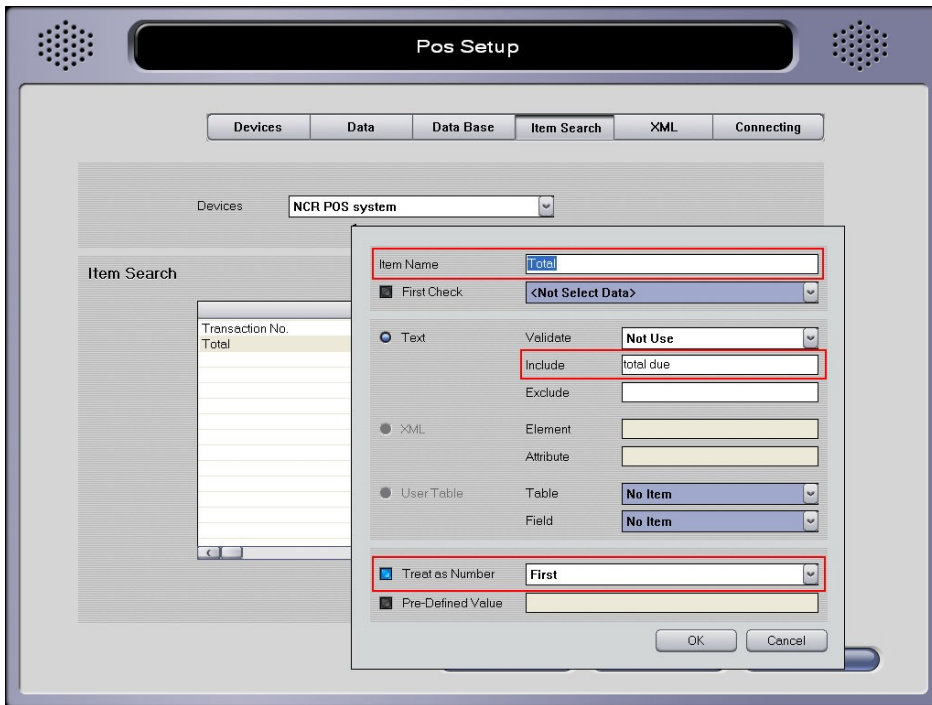 Pos Setup
Devices Data Data Base Item Search XML Connecting
Devices NCR POS system
Item Search
Transaction No.
Total
Item Name Total
First Check <Not Select Data>
Text Validate Not Use
Include total due
Exclude
XML Element
Attribute
User Table Table No Item
Field No Item
Treat as Number First
Pre-Defined Value
OK Cancel